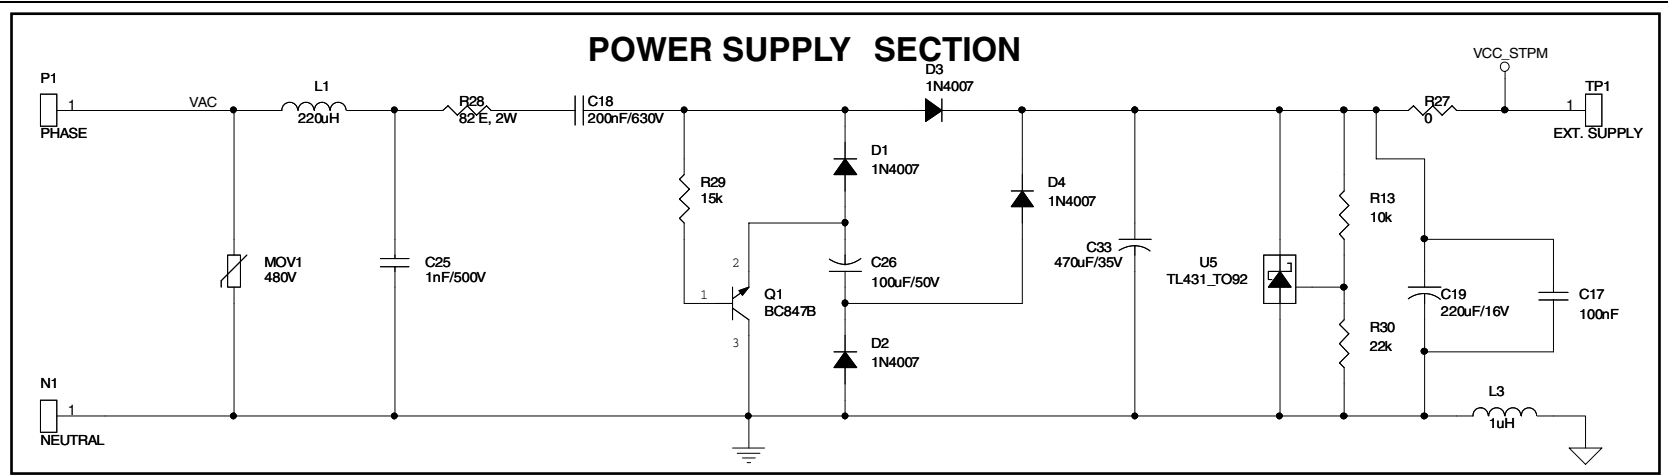 POWER SUPPLY SECTION
P1
1
PHASE
VAC
L1
220uH
R28
82 E, 2W
C18
200nF/630V
D3
1N4007
VCC_STPM
R27
0
TP1
1
EXT. SUPPLY
D1
1N4007
R29
15k
D4
1N4007
R13
10k
MOV1
480V
C25
1nF/500V
2
1
3
Q1
BC847B
C26
100uF/50V
C33
470uF/35V
U5
TL431_TO92
C19
220uF/16V
C17
100nF
D2
1N4007
R30
22k
N1
1
NEUTRAL
L3
1uH